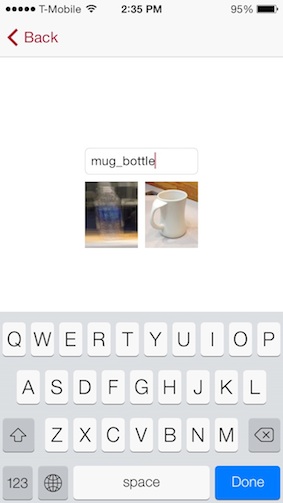 T-Mobile 2:35 PM 95%
Back
mug_bottle
Q W E R T Y U I O P
A S D F G H J K L
Z X C V B N M
123 space Done